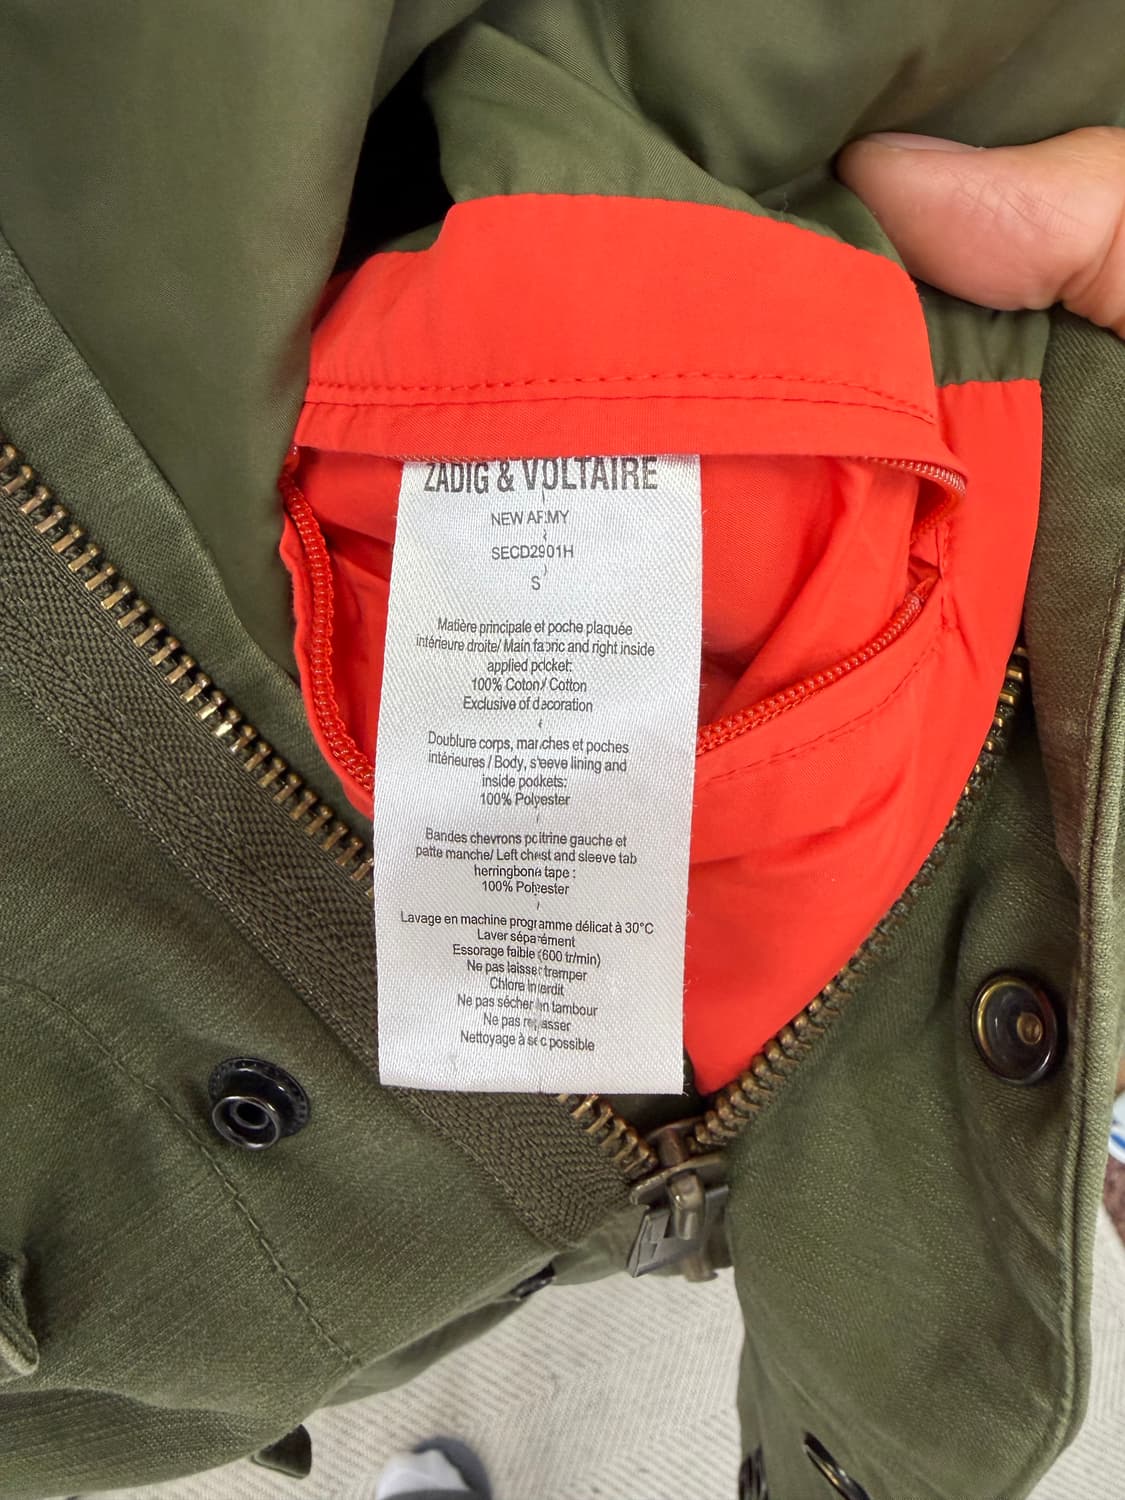 ZADIG & VOLTAIRE
NEW ARMY
SECD2901H
S
Matière principale et poche plaquée
intérieure droite/ Main fabric and right inside
applied pocket:
100% Coton/ Cotton
Exclusive of decoration
Doublure corps, manches et poches
intérieures / Body, sleeve lining and
inside pockets:
100% Polyester
Bandes chevrons poitrine gauche et
patte manche/ Left chest and sleeve tab
herringbone tape :
100% Polyester
Lavage en machine programme délicat à 30°C
Laver séparément
Essorage faible (600 tr/min)
Ne pas laisser tremper
Chlore interdit
Ne pas sécher en tambour
Ne pas repasser
Nettoyage à sec possible